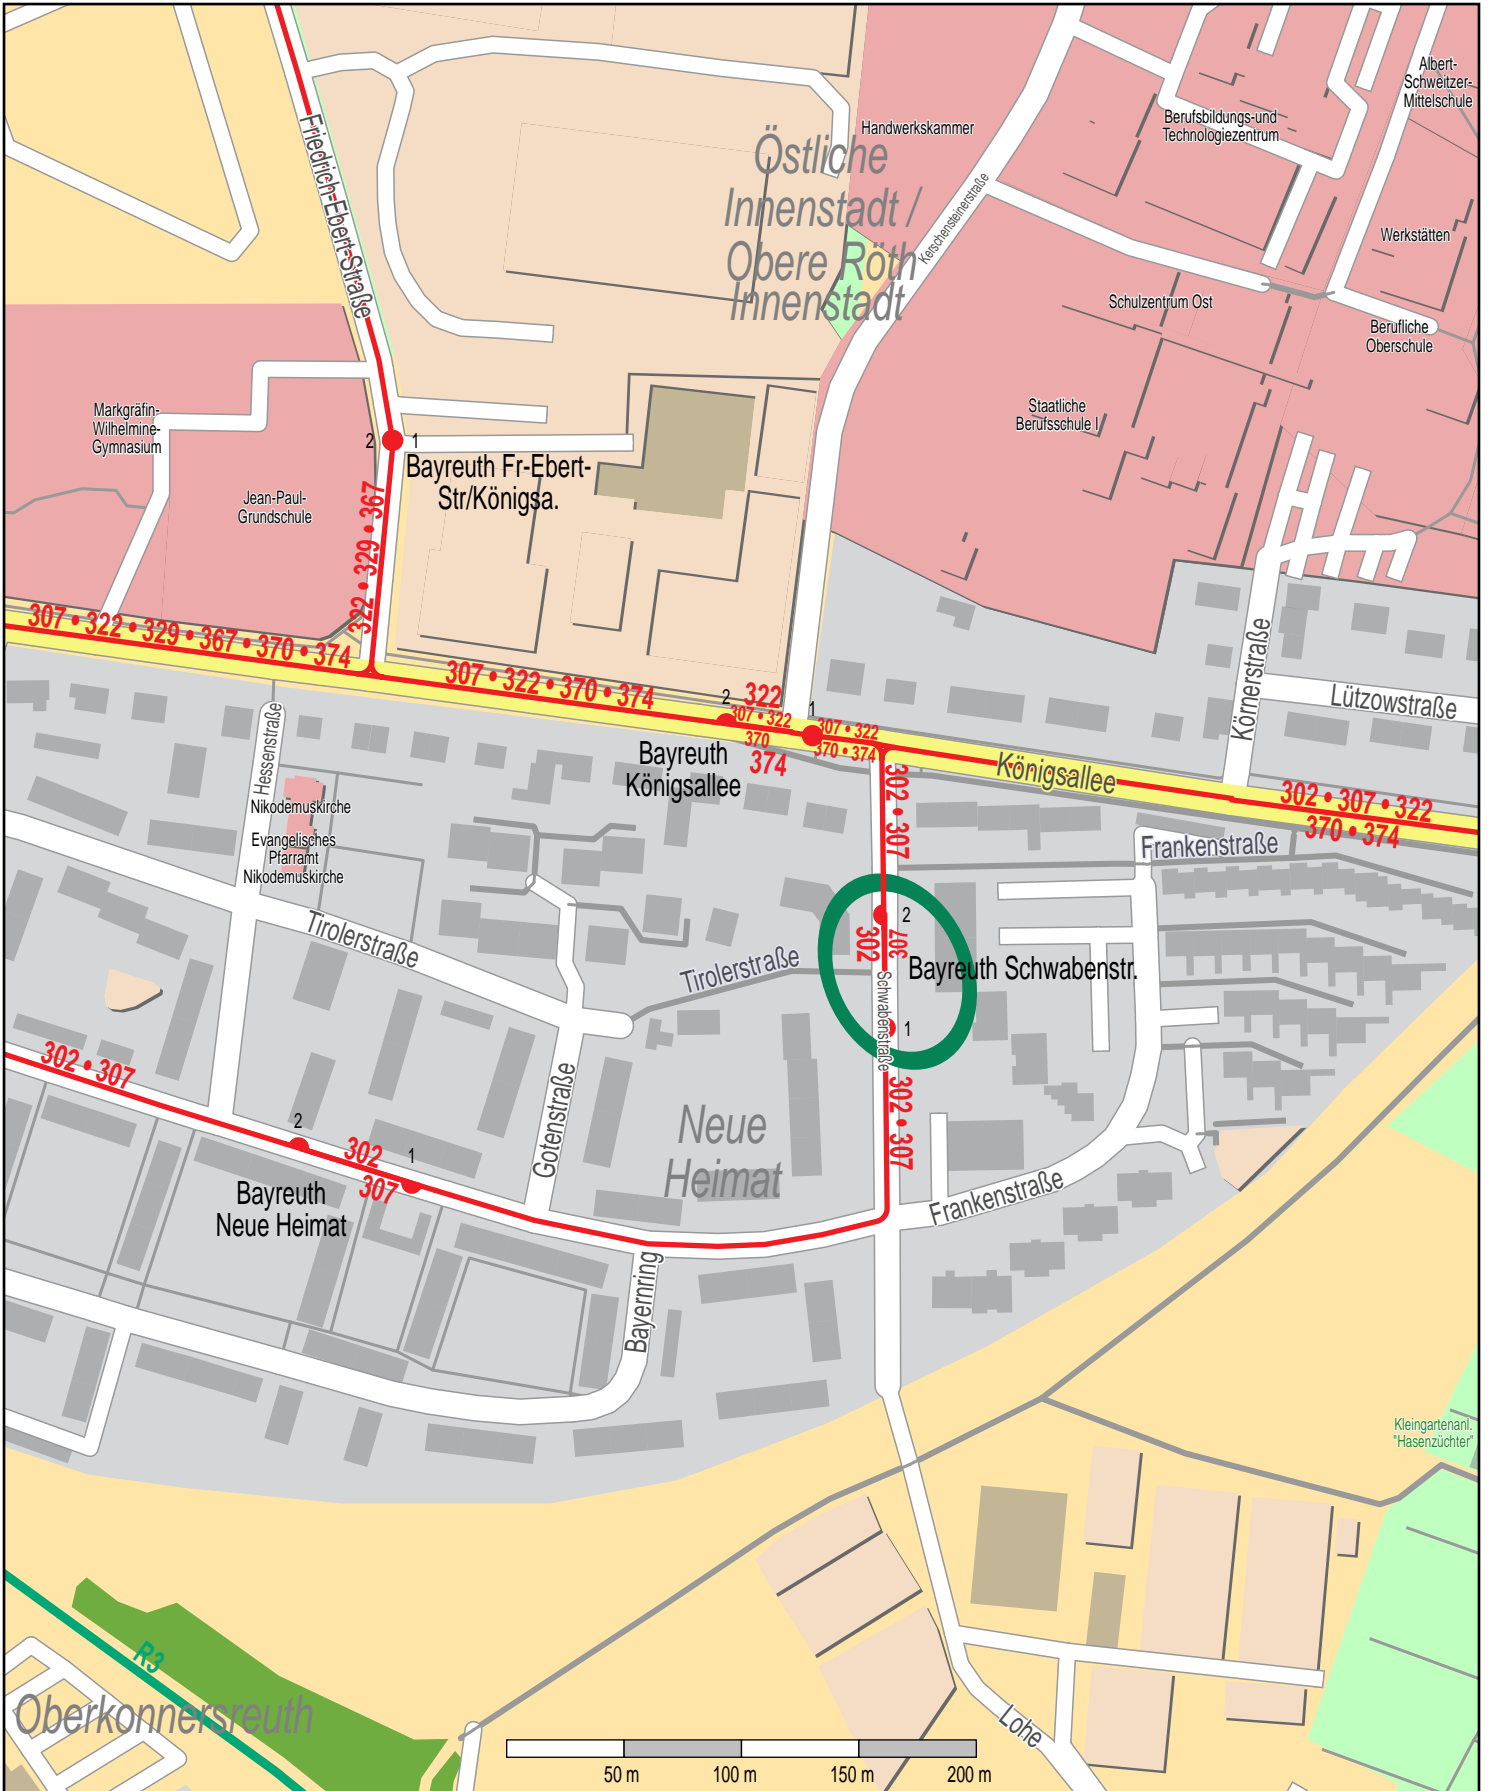 Albert-
Schweitzer-
Mittelschule
Handwerkskammer
Berufsbildungs-und
Technologiezentrum
Friedrich-Ebert-Straße
Östliche
Innenstadt /
Obere Röth
Innenstadt
Kerschensteinerstraße
Werkstätten
Schulzentrum Ost
Berufliche
Oberschule
Markgräfin-
Wilhelmine-
Gymnasium
Staatliche
Berufsschule I
2
1
Bayreuth Fr-Ebert-
Str/Königsa.
Jean-Paul-
Grundschule
322 • 329 • 367
307 • 322 • 329 • 367 • 370 • 374
307 • 322 • 370 • 374
2
322
1
307 • 322
370
374
307 • 322
370 • 374
Bayreuth
Königsallee
Körnerstraße
Lützowstraße
Hessenstraße
Königsallee
302 • 307 • 322
370 • 374
302 • 307
Nikodemuskirche
Evangelisches
Pfarramt
Nikodemuskirche
Frankenstraße
Tirolerstraße
Tirolerstraße
2
302
307
Bayreuth Schwabenstr.
Schwabenstraße
1
302 • 307
302 • 307
Gotenstraße
Neue
Heimat
2
302
1
307
Bayreuth
Neue Heimat
Frankenstraße
Bayernring
Kleingartenanl.
"Hasenzüchter"
R3
Oberkonnersreuth
Lohe
50 m
100 m
150 m
200 m